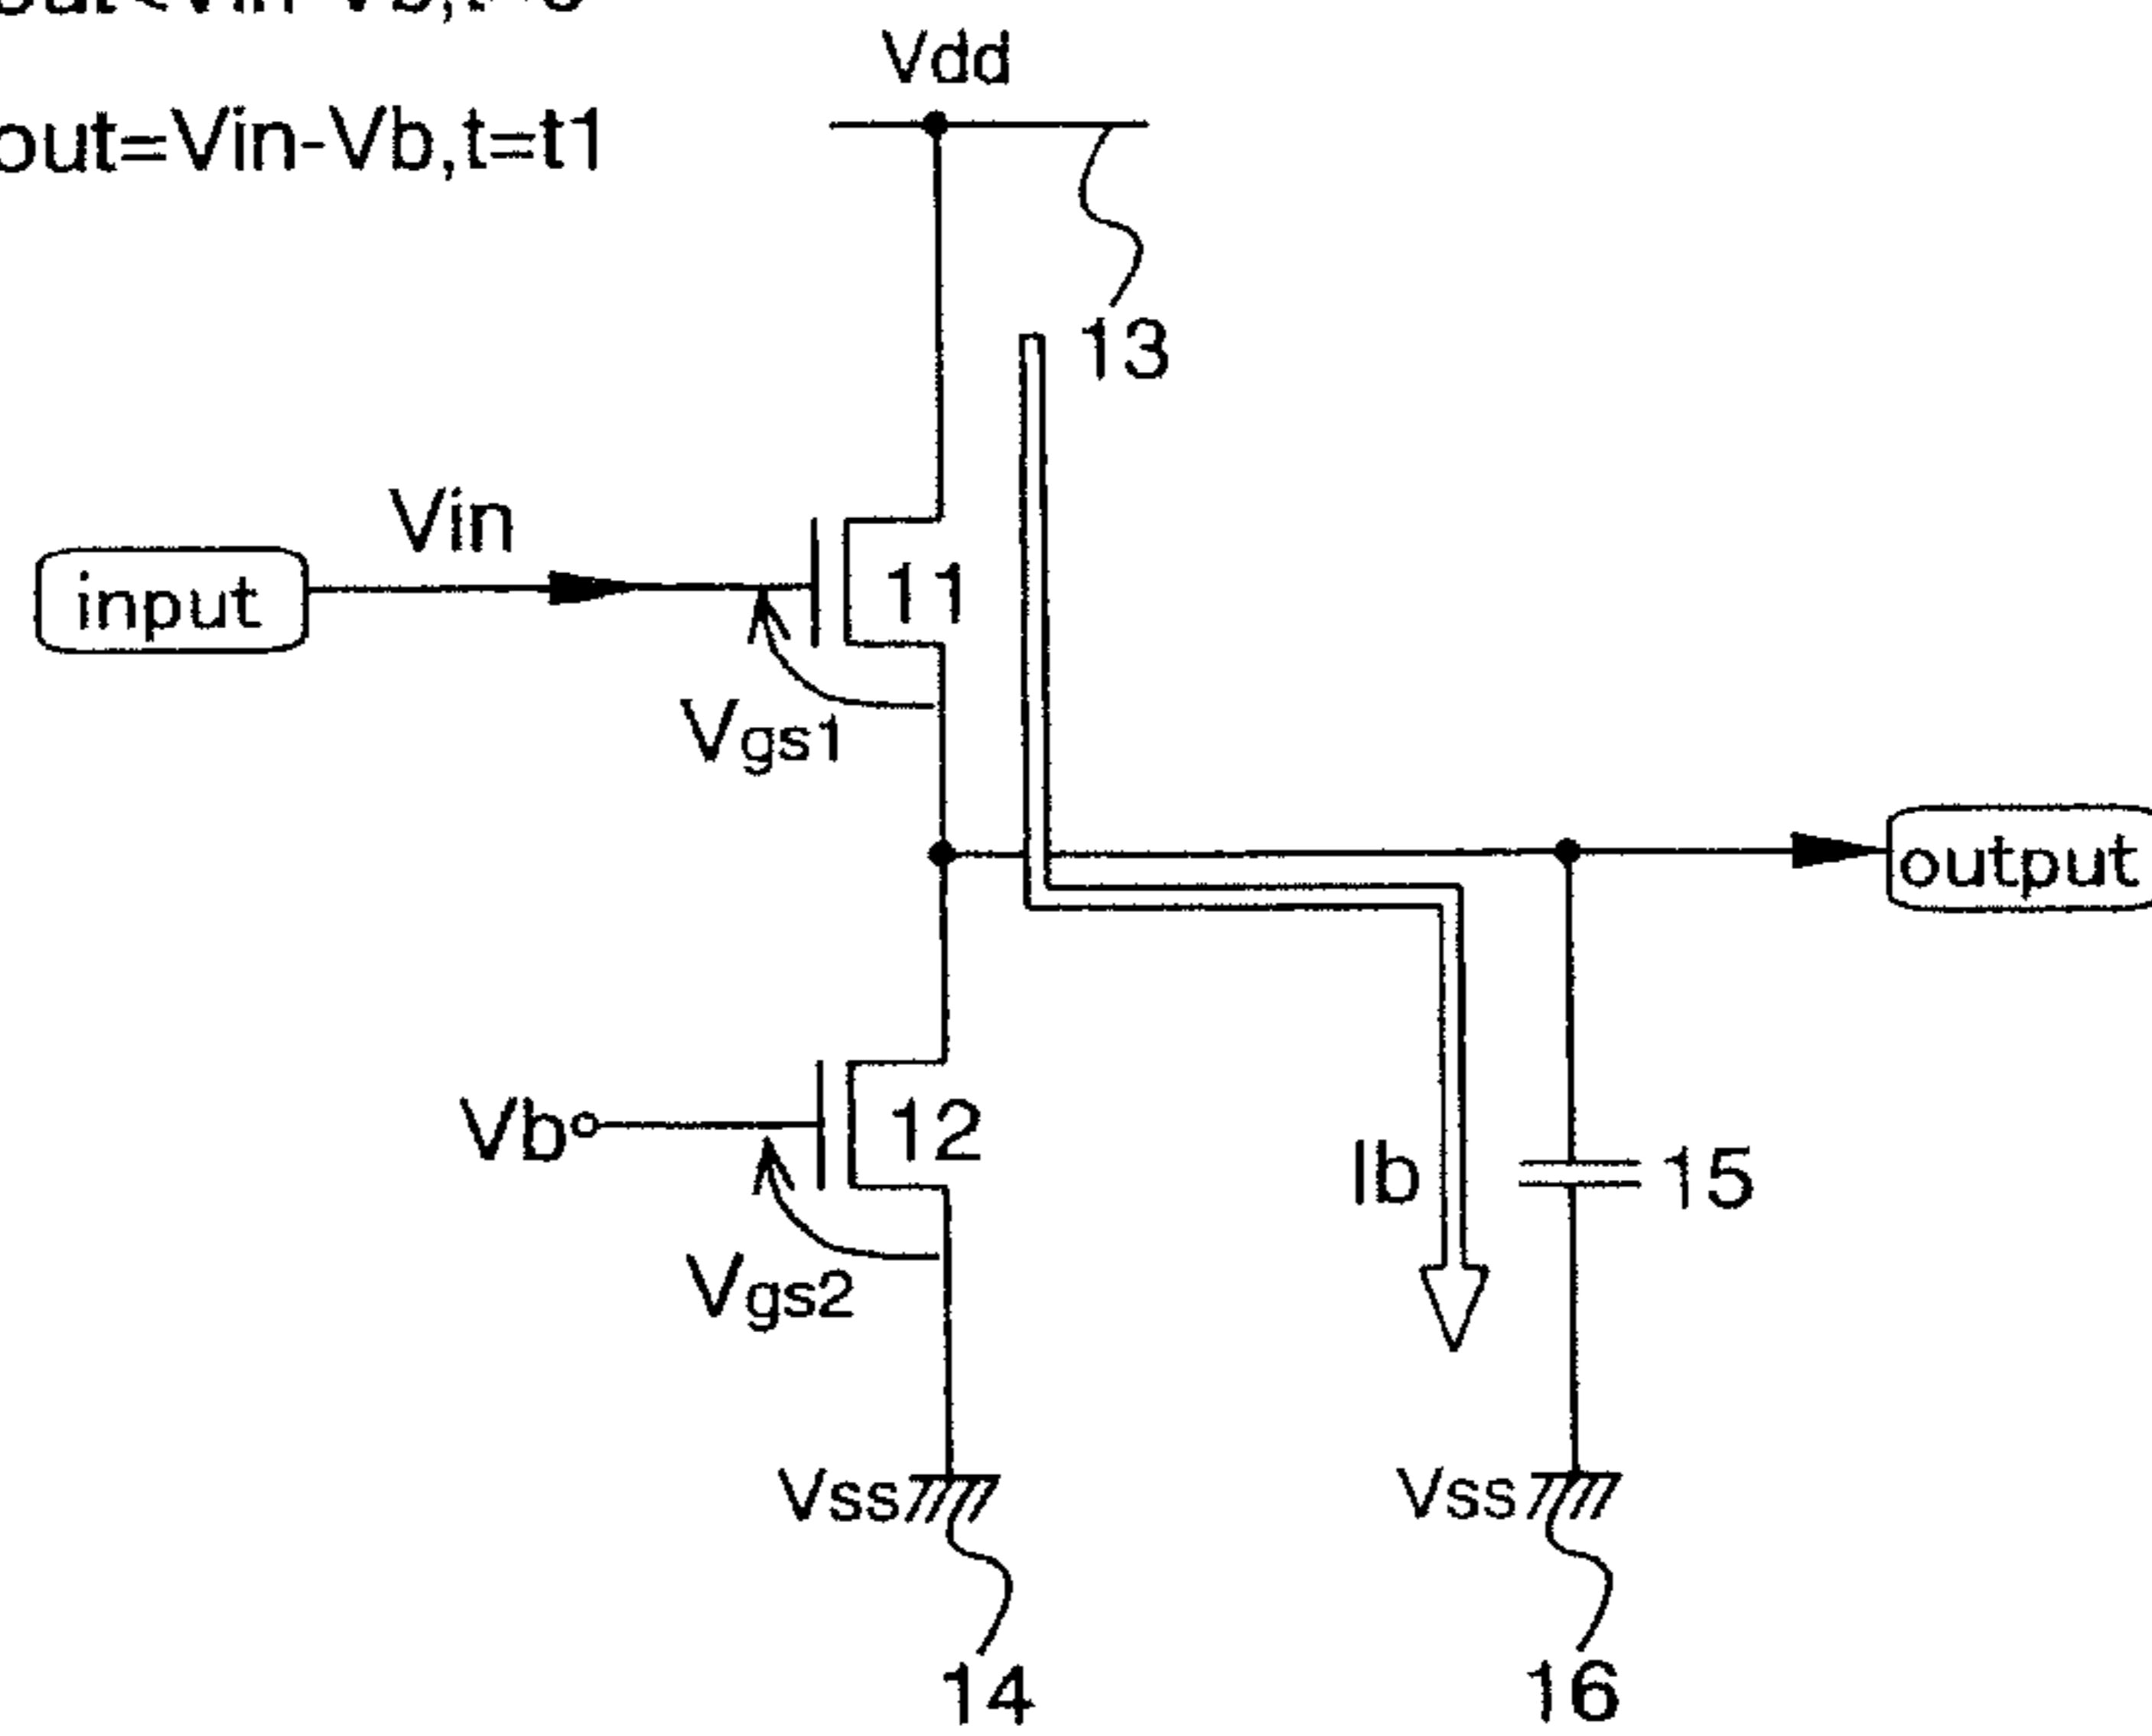 Vdd
out=Vin-Vb,t=t1
13
Vin
input
11
Vgs1
output
Vb
12
Ib
15
Vgs2
Vss
Vss
14
16